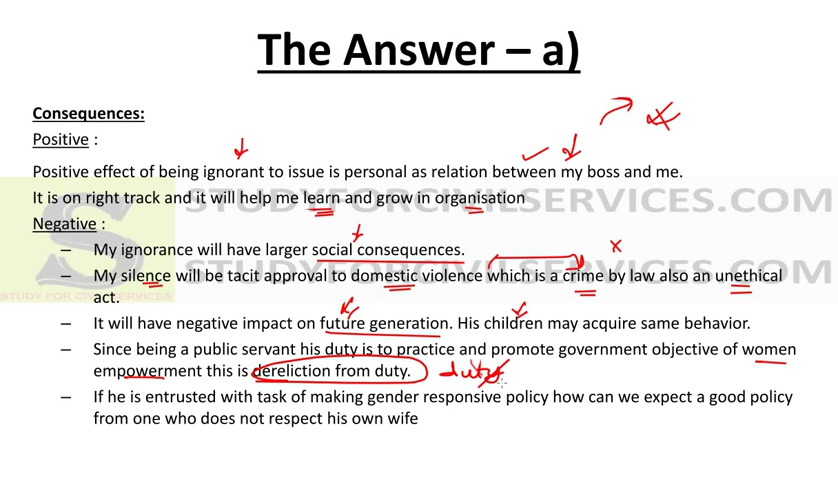 The Answer – a)
Consequences:
Positive :
Positive effect of being ignorant to issue is personal as relation between my boss and me.
It is on right track and it will help me learn and grow in organisation
STUDYFORCIVILSERVICES.COM
Negative :
– My ignorance will have larger social consequences.
– My silence will be tacit approval to domestic violence which is a crime by law also an unethical
act.
STUDYFORCIVILSERVICES.COM
STUDY FOR CIVIL SERVICES
– It will have negative impact on future generation. His children may acquire same behavior.
– Since being a public servant his duty is to practice and promote government objective of women
empowerment this is dereliction from duty. duty
– If he is entrusted with task of making gender responsive policy how can we expect a good policy
from one who does not respect his own wife